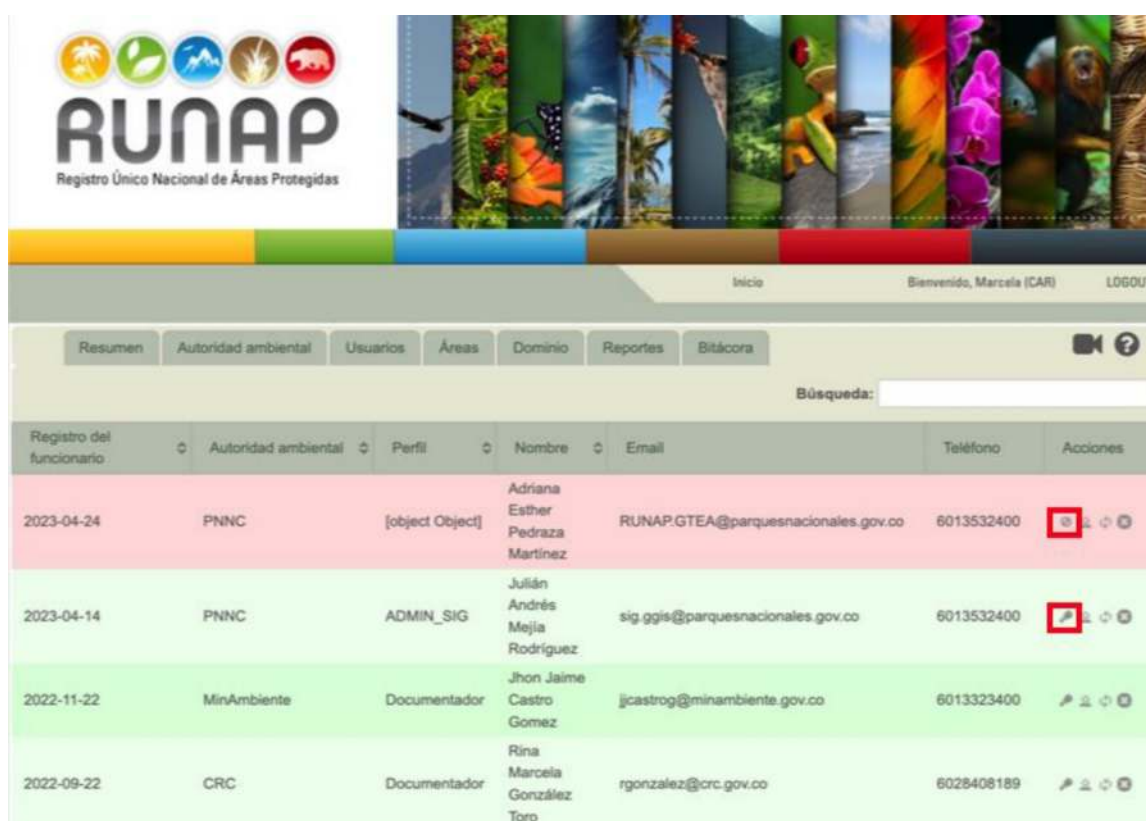 RUNAP
Registro Único Nacional de Áreas Protegidas
Inicio
Bienvenido, Marcela (CAR)
Resumen
Autoridad ambiental
Usuarios
Áreas
Dominio
Reportes
Bitácora
Búsqueda:
Registro del
funcionario
Autoridad ambiental
Perfil
Nombre
Email
Teléfono
Acciones
2023-04-24
PNNC
[object Object]
Adriana
Esther
Pedraza
Martínez
RUNAP.GTEA@parquesnacionales.gov.co
6013532400
2023-04-14
PNNC
ADMIN_SIG
Julián
Andrés
Mejía
Rodríguez
sig.ggis@parquesnacionales.gov.co
6013532400
2022-11-22
MinAmbiente
Documentador
Jhon Jaime
Castro
Gomez
jjcastrog@minambiente.gov.co
6013323400
2022-09-22
CRC
Documentador
Rina
Marcela
González
Toro
rgonzalez@crc.gov.co
6028408189